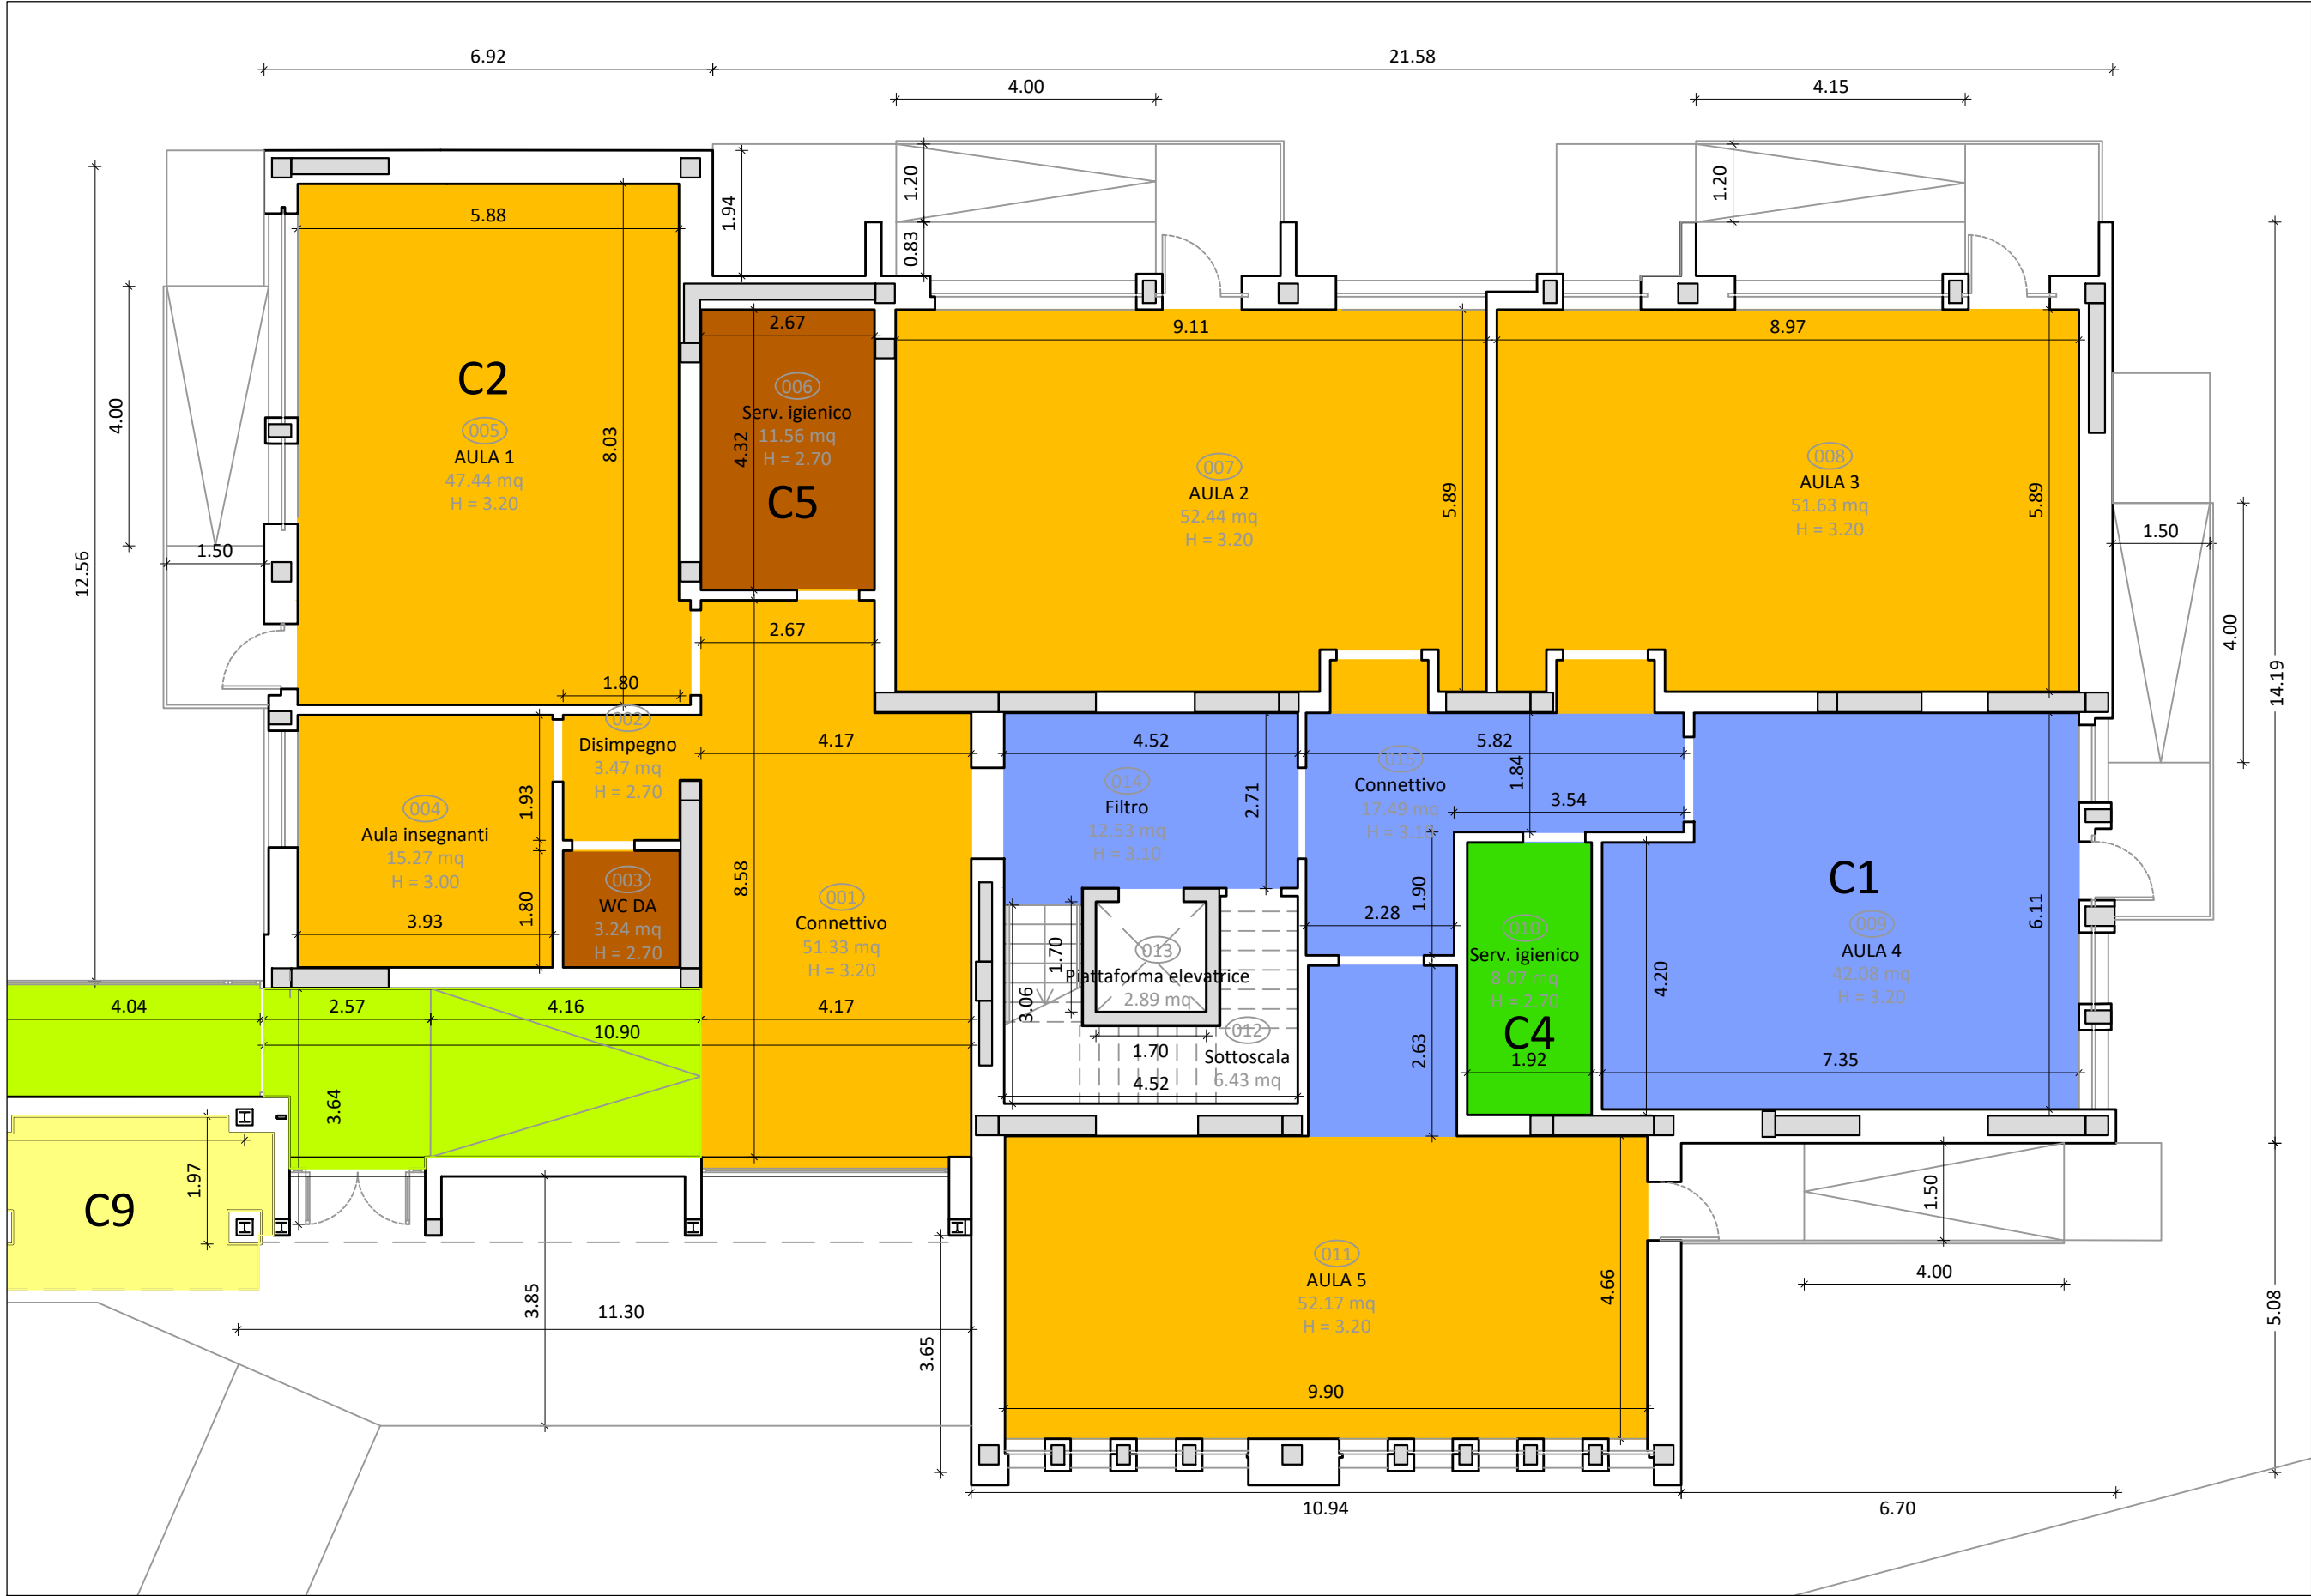 6.92
21.58
4.00
4.15
1.20
1.20
1.94
0.83
5.88
2.67
9.11
8.97
C2
005
AULA 1
47.44 mq
H = 3.20
8.03
4.00
12.56
1.50
006
Serv. igienico
11.56 mq
H = 2.70
4.32
C5
007
AULA 2
52.44 mq
H = 3.20
5.89
008
AULA 3
51.63 mq
H = 3.20
5.89
1.50
4.00
14.19
2.67
1.80
002
Disimpegno
3.47 mq
H = 2.70
4.17
4.52
5.82
014
Filtro
12.53 mq
H = 3.10
2.71
015
Connettivo
17.49 mq
1.84
3.54
004
Aula insegnanti
15.27 mq
H = 3.00
3.93
1.93
1.80
003
WC DA
3.24 mq
H = 2.70
8.58
001
Connettivo
51.33 mq
H = 3.20
1.70
3.06
013
Piattaforma elevatrice
2.89 mq
2.28
1.90
010
Serv. igienico
8.07 mq
H = 2.70
C4
1.92
4.20
C1
009
AULA 4
42.08 mq
H = 3.20
6.11
7.35
4.04
2.57
4.16
4.17
10.90
3.64
1.70
4.52
012
Sottoscala
6.43 mq
2.63
C9
1.97
3.85
11.30
3.65
011
AULA 5
52.17 mq
H = 3.20
4.66
9.90
1.50
4.00
5.08
10.94
6.70